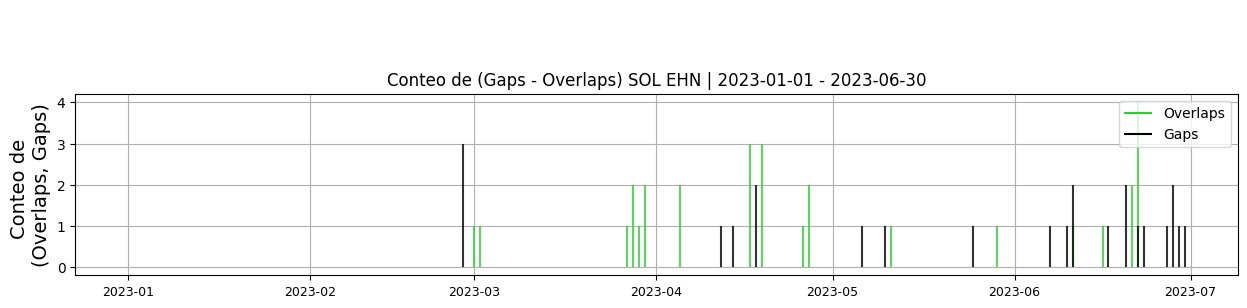 Conteo de (Gaps - Overlaps) SOL EHN | 2023-01-01 - 2023-06-30
Conteo de
(Overlaps, Gaps)
4
3
2
1
0
Overlaps
Gaps
2023-01
2023-02
2023-03
2023-04
2023-05
2023-06
2023-07